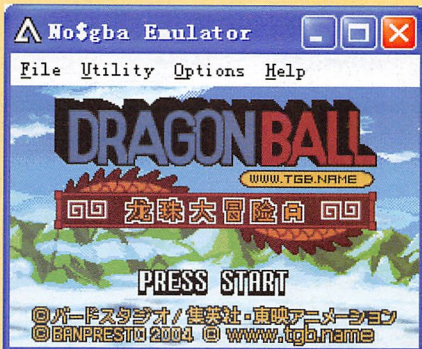 No$gba Emulator
File Utility Options Help
DRAGON BALL
WWW.TGB.NAME
龙珠大冒险A
PRESS START
©バードスタジオ/集英社・東映アニメーション
©BANPRESTO 2004 @ www.tgb.name